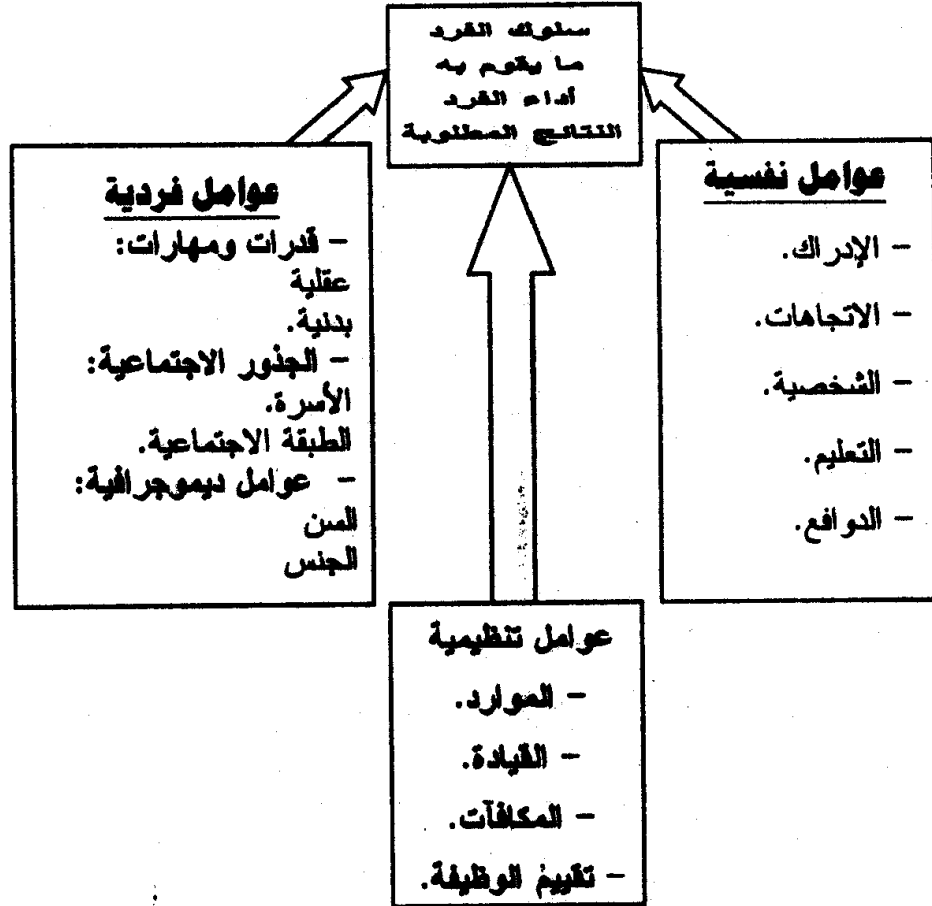 سلوك الفرد
ما يقوم به
أداء الفرد
النتائج المطلوبة
عوامل نفسية
- الإدراك.
- الاتجاهات.
- الشخصية.
- التعليم.
- الدوافع.
عوامل فردية
- قدرات ومهارات:
عقلية
بدنية.
- الجذور الاجتماعية:
الأسرة.
الطبقة الاجتماعية.
- عوامل ديموجرافية:
السن
الجنس
عوامل تنظيمية
- الموارد.
- القيادة.
- المكافآت.
- تقييم الوظيفة.